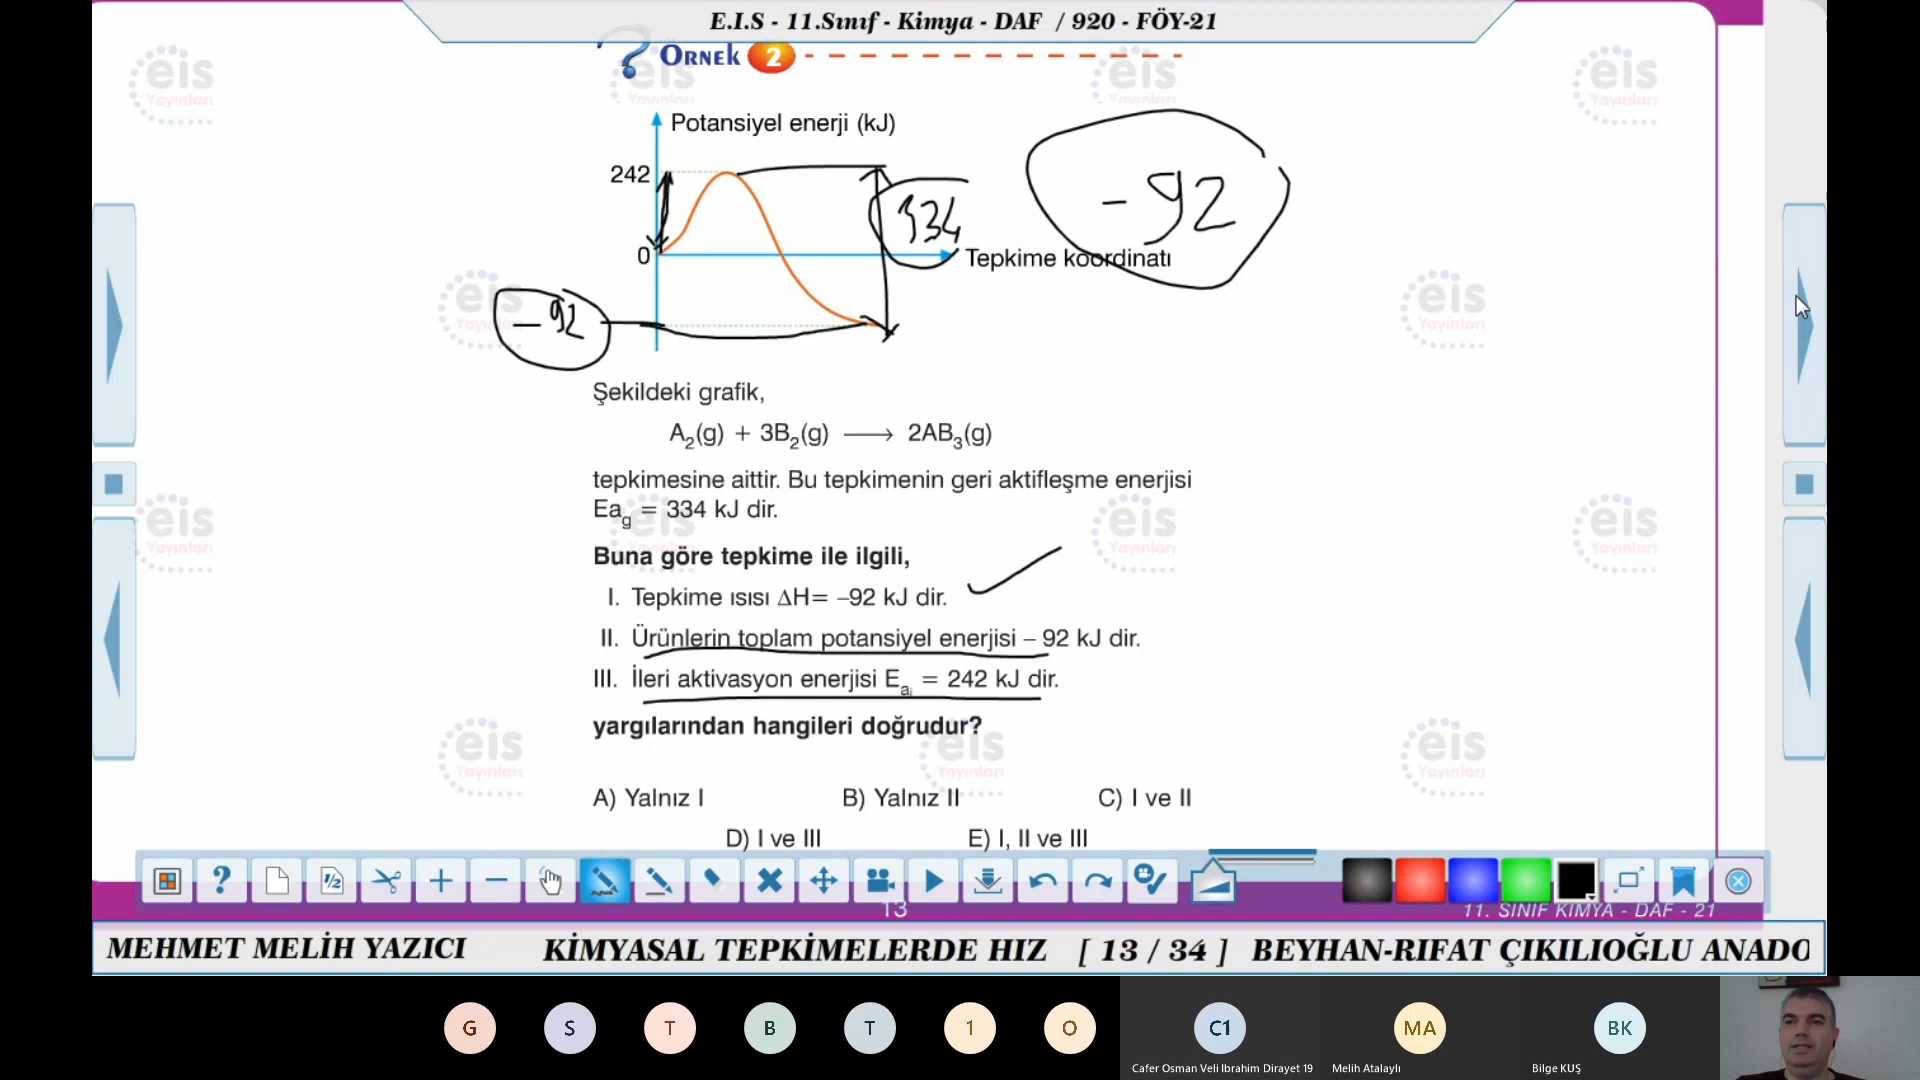 E.I.S - 11.Sınıf - Kimya - DAF / 920 - FÖY-21
ÖRNEK 2
Potansiyel enerji (kJ)
242
334
-92
0
Tepkime koordinatı
-92
Şekildeki grafik,
A₂(g) + 3B₂(g) ⟶ 2AB₃(g)
tepkimesine aittir. Bu tepkimenin geri aktifleşme enerjisi
Ea_g = 334 kJ dir.
Buna göre tepkime ile ilgili,
I. Tepkime ısısı ΔH= –92 kJ dir.
II. Ürünlerin toplam potansiyel enerjisi – 92 kJ dir.
III. İleri aktivasyon enerjisi E_ai = 242 kJ dir.
yargılarından hangileri doğrudur?
A) Yalnız I B) Yalnız II C) I ve II
D) I ve III E) I, II ve III
13
11. SINIF KİMYA - DAF - 21
MEHMET MELİH YAZICI KİMYASAL TEPKİMELERDE HIZ [ 13 / 34 ] BEYHAN-RIFAT ÇIKILIOĞLU ANADO
G S T B T 1 O C1 MA BK
Cafer Osman Veli Ibrahim Dirayet 19 Melih Atalaylı Bilge KUŞ
eis Yayınları